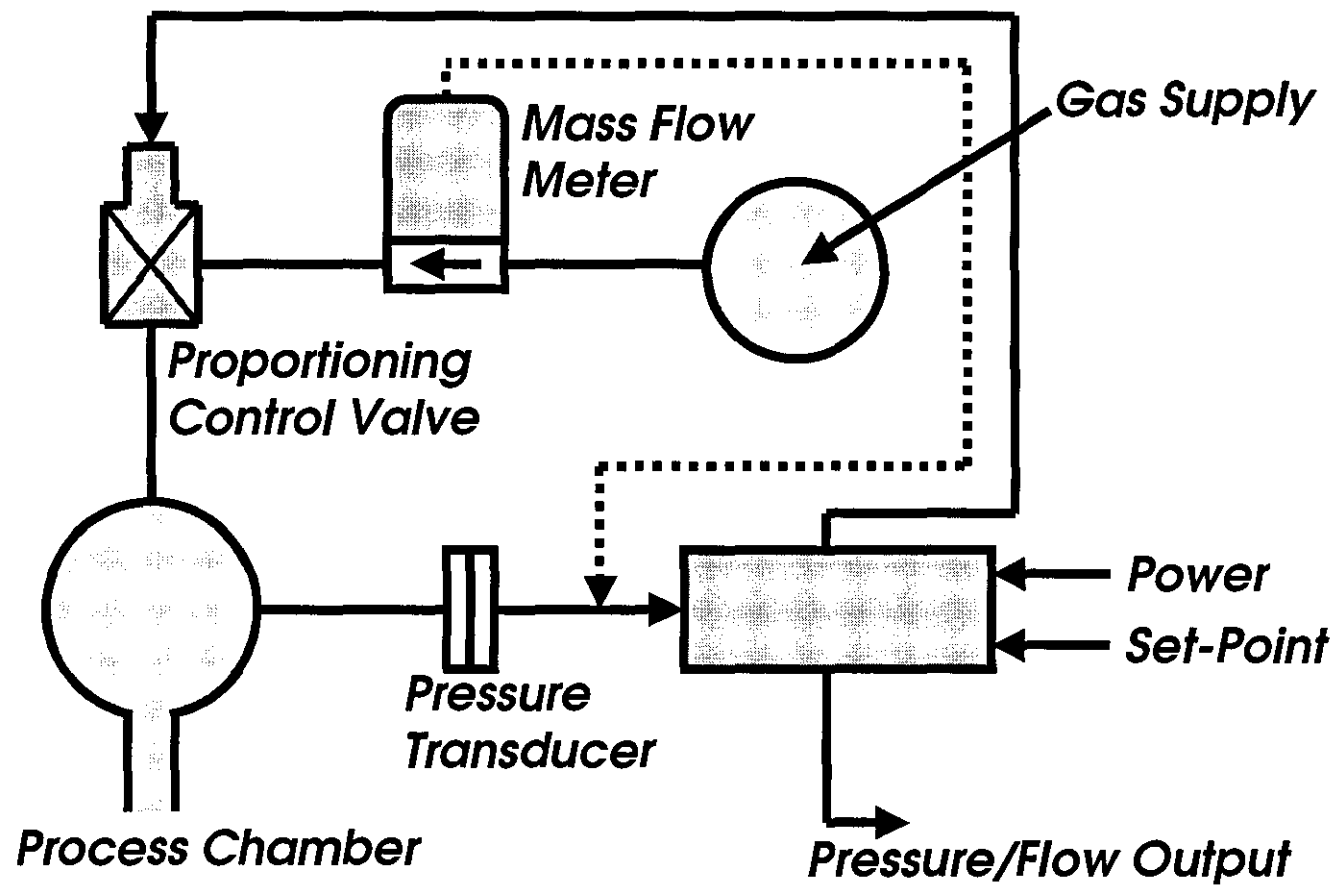 Gas Supply
Mass Flow
Meter
Proportioning
Control Valve
Power
Set-Point
Pressure
Transducer
Process Chamber
Pressure/Flow Output